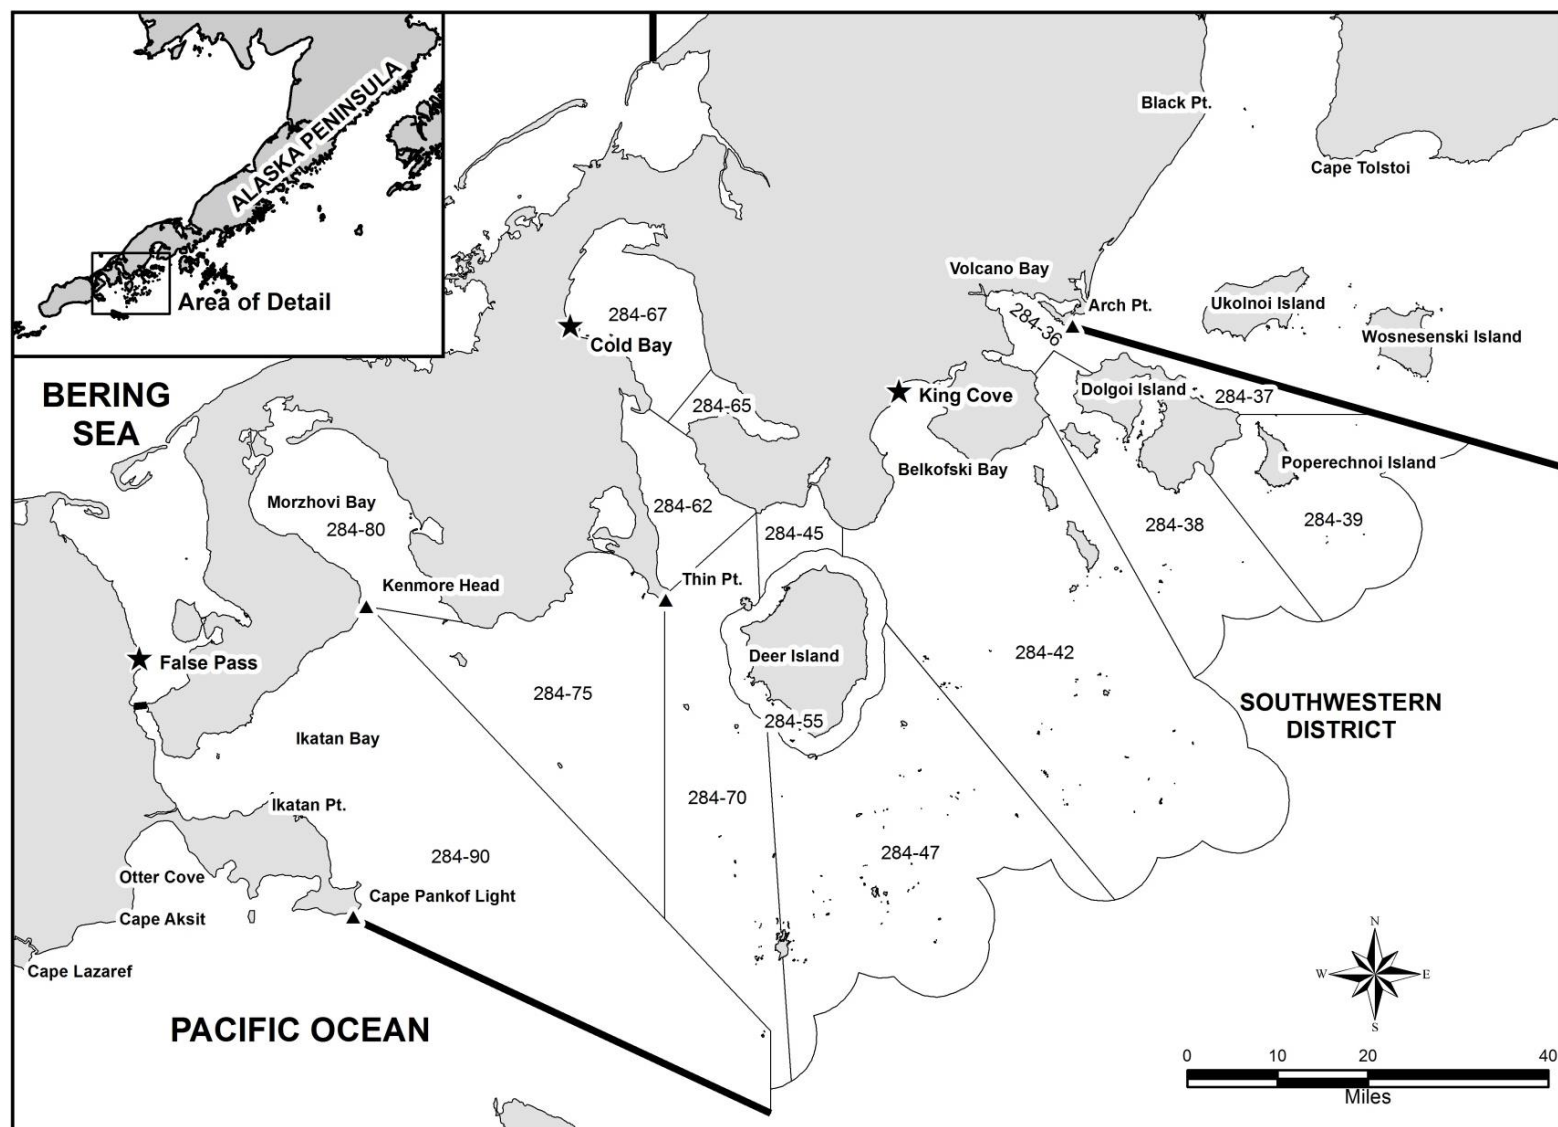 ALASKA PENINSULA
Area of Detail
Black Pt.
Cape Tolstoi
Volcano Bay
Arch Pt.
Ukolnoi Island
Wosnesenski Island
284-67
284-36
Cold Bay
BERING
SEA
King Cove
Dolgoi Island
284-37
284-65
Belkofski Bay
Poperechnoi Island
Morzhovi Bay
284-80
284-62
284-45
284-38
284-39
Kenmore Head
Thin Pt.
False Pass
Deer Island
284-42
284-75
284-55
SOUTHWESTERN
DISTRICT
Ikatan Bay
Ikatan Pt.
284-70
284-90
284-47
Otter Cove
Cape Pankof Light
Cape Aksit
Cape Lazaref
N
W
E
S
PACIFIC OCEAN
0 10 20 40
Miles